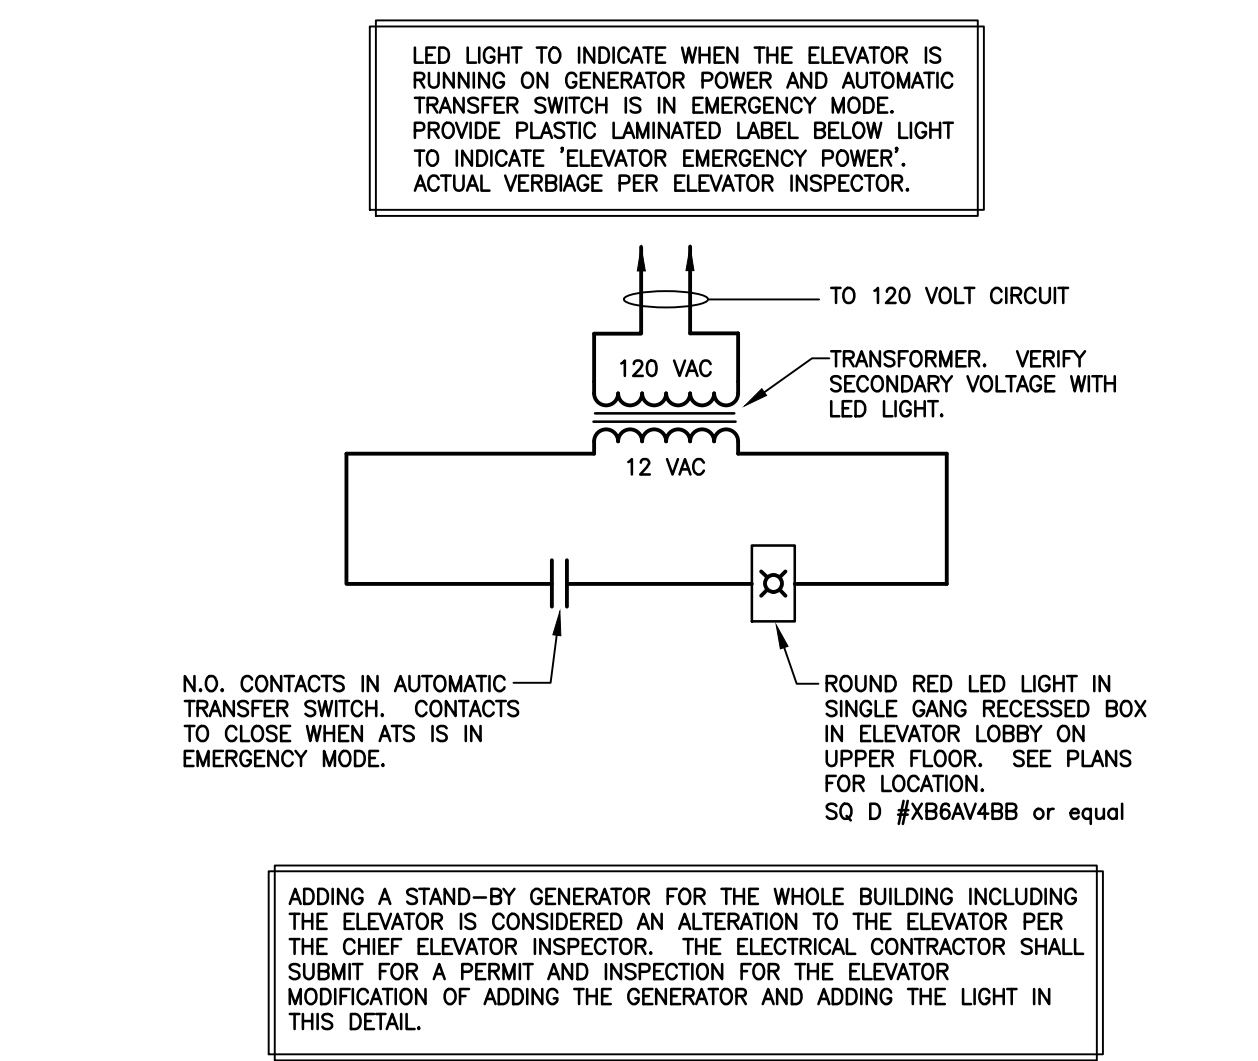 LED LIGHT TO INDICATE WHEN THE ELEVATOR IS
RUNNING ON GENERATOR POWER AND AUTOMATIC
TRANSFER SWITCH IS IN EMERGENCY MODE.
PROVIDE PLASTIC LAMINATED LABEL BELOW LIGHT
TO INDICATE 'ELEVATOR EMERGENCY POWER'.
ACTUAL VERBIAGE PER ELEVATOR INSPECTOR.
TO 120 VOLT CIRCUIT
120 VAC
TRANSFORMER. VERIFY
SECONDARY VOLTAGE WITH
LED LIGHT.
12 VAC
N.O. CONTACTS IN AUTOMATIC
TRANSFER SWITCH. CONTACTS
TO CLOSE WHEN ATS IS IN
EMERGENCY MODE.
ROUND RED LED LIGHT IN
SINGLE GANG RECESSED BOX
IN ELEVATOR LOBBY ON
UPPER FLOOR. SEE PLANS
FOR LOCATION.
SQ D #XB6AV4BB or equal
ADDING A STAND-BY GENERATOR FOR THE WHOLE BUILDING INCLUDING
THE ELEVATOR IS CONSIDERED AN ALTERATION TO THE ELEVATOR PER
THE CHIEF ELEVATOR INSPECTOR. THE ELECTRICAL CONTRACTOR SHALL
SUBMIT FOR A PERMIT AND INSPECTION FOR THE ELEVATOR
MODIFICATION OF ADDING THE GENERATOR AND ADDING THE LIGHT IN
THIS DETAIL.